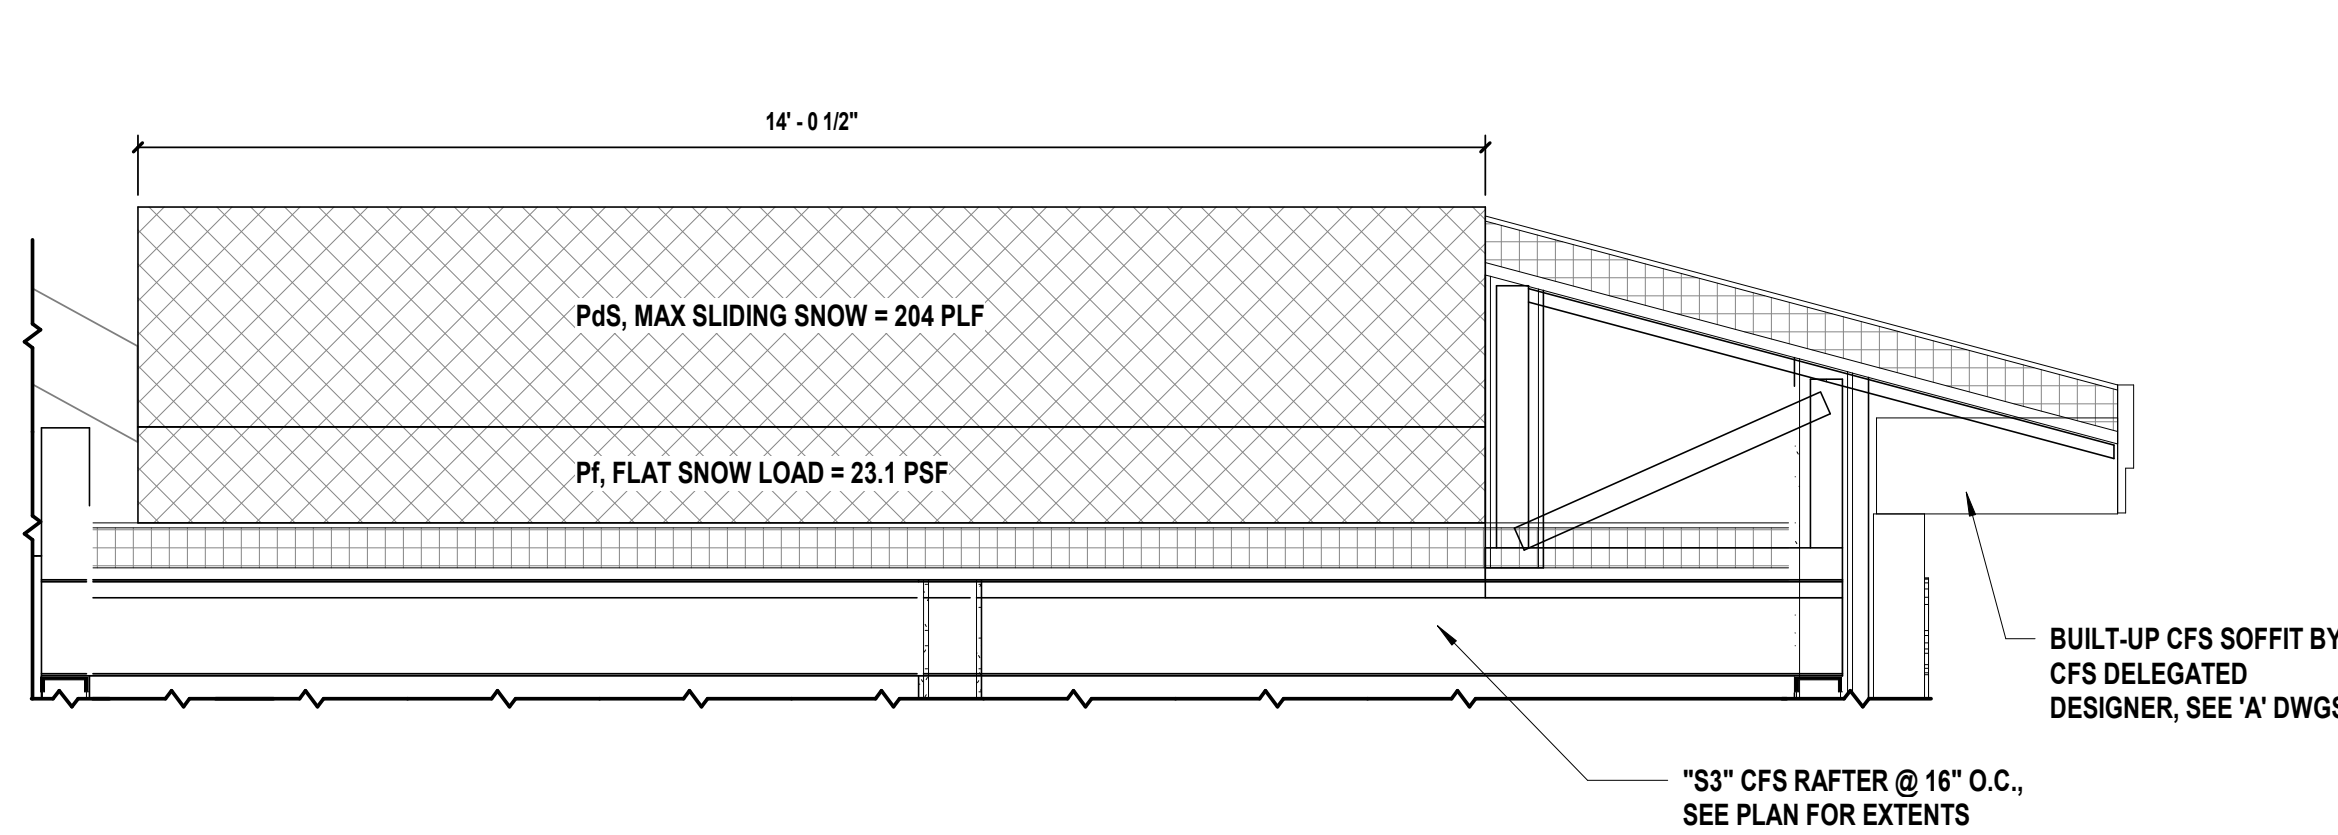 14' - 0 1/2"
PdS, MAX SLIDING SNOW = 204 PLF
Pf, FLAT SNOW LOAD = 23.1 PSF
BUILT-UP CFS SOFFIT BY
CFS DELEGATED
DESIGNER, SEE 'A' DWGS
"S3" CFS RAFTER @ 16" O.C.,
SEE PLAN FOR EXTENTS